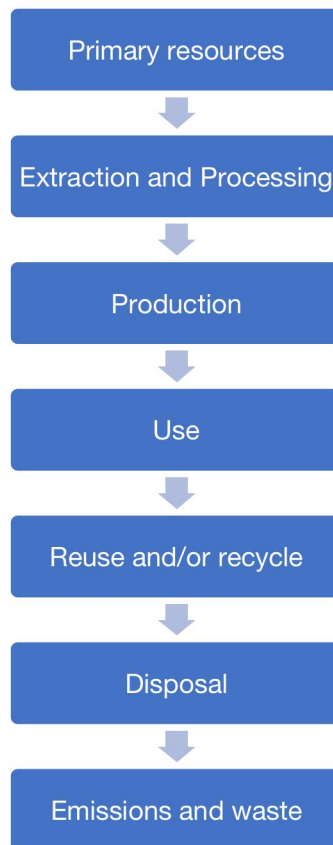 Primary resources
Extraction and Processing
Production
Use
Reuse and/or recycle
Disposal
Emissions and waste